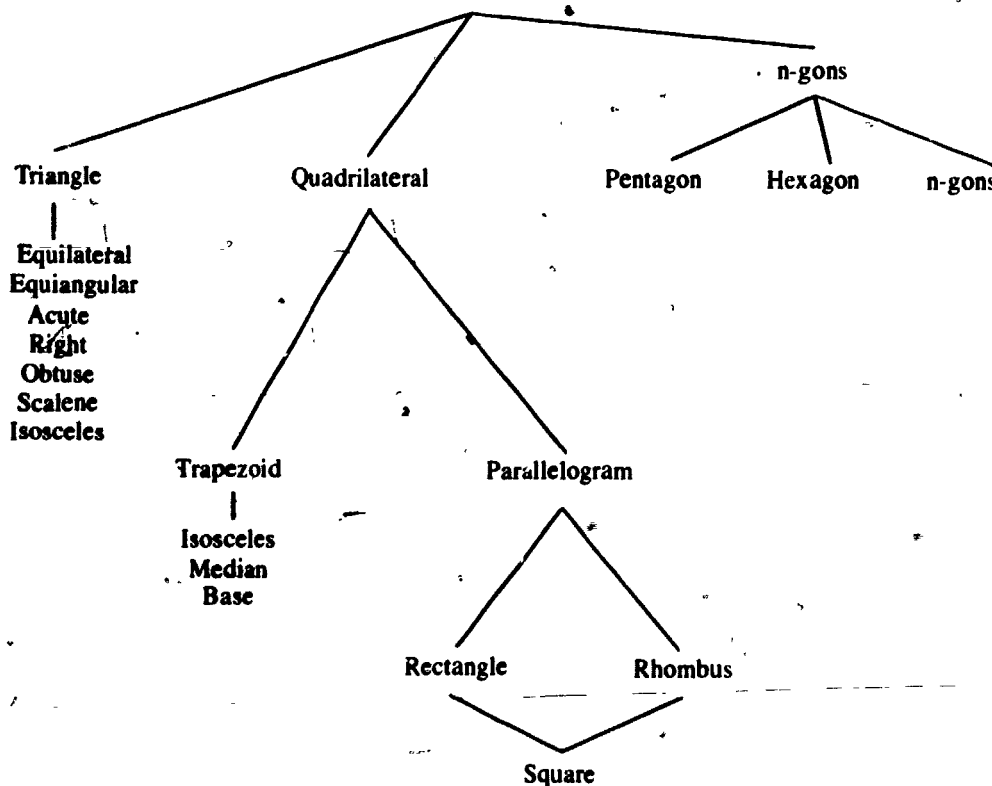 n-gons
Triangle
Quadrilateral
Pentagon
Hexagon
n-gons
Equilateral
Equiangular
Acute
Right
Obtuse
Scalene
Isosceles
Trapezoid
Parallelogram
Isosceles
Median
Base
Rectangle
Rhombus
Square